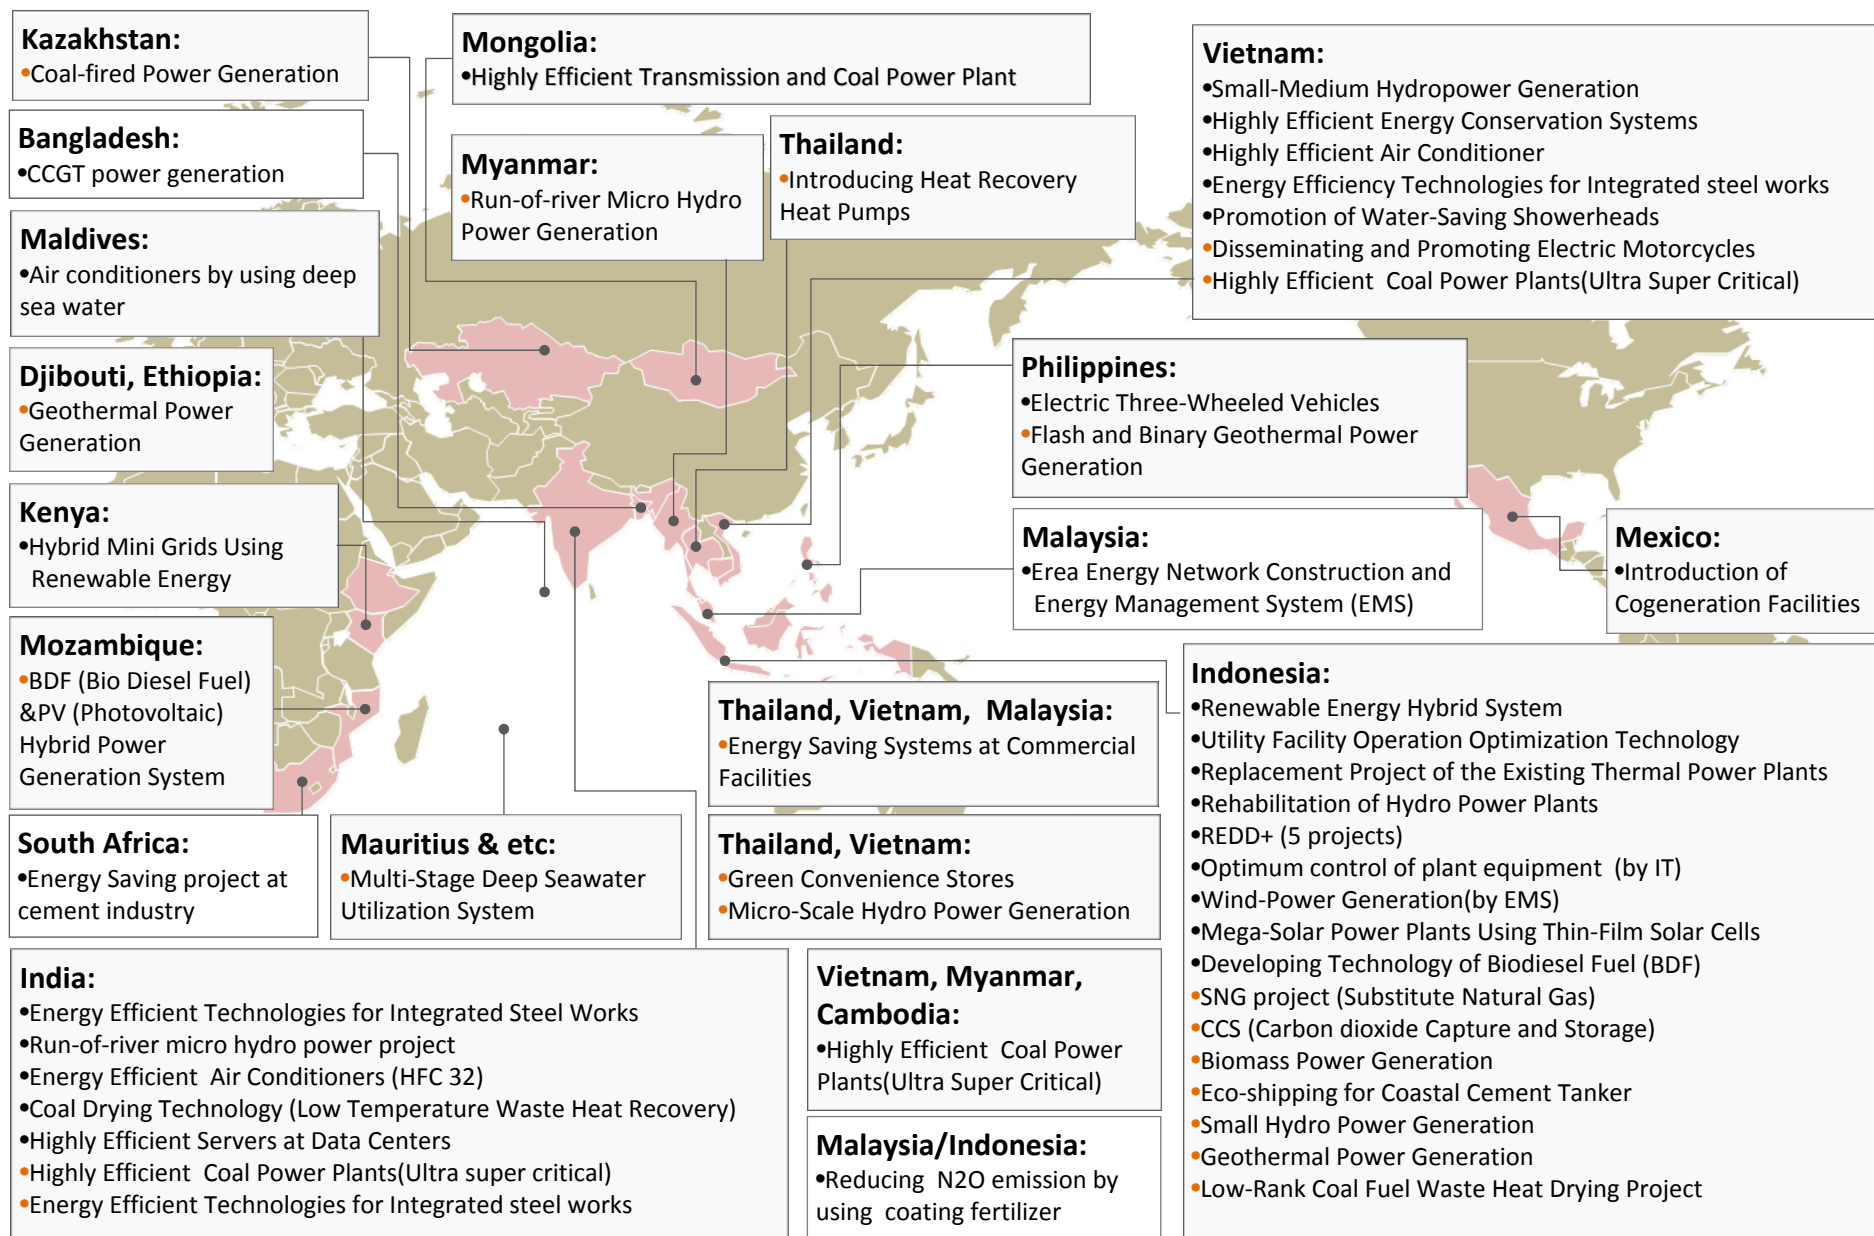 Kazakhstan:
•Coal-fired Power Generation
Mongolia:
•Highly Efficient Transmission and Coal Power Plant
Vietnam:
•Small-Medium Hydropower Generation
•Highly Efficient Energy Conservation Systems
•Highly Efficient Air Conditioner
•Energy Efficiency Technologies for Integrated steel works
•Promotion of Water-Saving Showerheads
•Disseminating and Promoting Electric Motorcycles
•Highly Efficient Coal Power Plants(Ultra Super Critical)
Bangladesh:
•CCGT power generation
Myanmar:
•Run-of-river Micro Hydro
Power Generation
Thailand:
•Introducing Heat Recovery
Heat Pumps
Maldives:
•Air conditioners by using deep
sea water
Djibouti, Ethiopia:
•Geothermal Power
Generation
Philippines:
•Electric Three-Wheeled Vehicles
•Flash and Binary Geothermal Power
Generation
Kenya:
•Hybrid Mini Grids Using
Renewable Energy
Malaysia:
•Erea Energy Network Construction and
Energy Management System (EMS)
Mexico:
•Introduction of
Cogeneration Facilities
Mozambique:
•BDF (Bio Diesel Fuel)
&PV (Photovoltaic)
Hybrid Power
Generation System
Thailand, Vietnam, Malaysia:
•Energy Saving Systems at Commercial
Facilities
Indonesia:
•Renewable Energy Hybrid System
•Utility Facility Operation Optimization Technology
•Replacement Project of the Existing Thermal Power Plants
•Rehabilitation of Hydro Power Plants
•REDD+ (5 projects)
•Optimum control of plant equipment (by IT)
•Wind-Power Generation(by EMS)
•Mega-Solar Power Plants Using Thin-Film Solar Cells
•Developing Technology of Biodiesel Fuel (BDF)
•SNG project (Substitute Natural Gas)
•CCS (Carbon dioxide Capture and Storage)
•Biomass Power Generation
•Eco-shipping for Coastal Cement Tanker
•Small Hydro Power Generation
•Geothermal Power Generation
•Low-Rank Coal Fuel Waste Heat Drying Project
South Africa:
•Energy Saving project at
cement industry
Mauritius & etc:
•Multi-Stage Deep Seawater
Utilization System
Thailand, Vietnam:
•Green Convenience Stores
•Micro-Scale Hydro Power Generation
India:
•Energy Efficient Technologies for Integrated Steel Works
•Run-of-river micro hydro power project
•Energy Efficient Air Conditioners (HFC 32)
•Coal Drying Technology (Low Temperature Waste Heat Recovery)
•Highly Efficient Servers at Data Centers
•Highly Efficient Coal Power Plants(Ultra super critical)
•Energy Efficient Technologies for Integrated steel works
Vietnam, Myanmar,
Cambodia:
•Highly Efficient Coal Power
Plants(Ultra Super Critical)
Malaysia/Indonesia:
•Reducing N2O emission by
using coating fertilizer